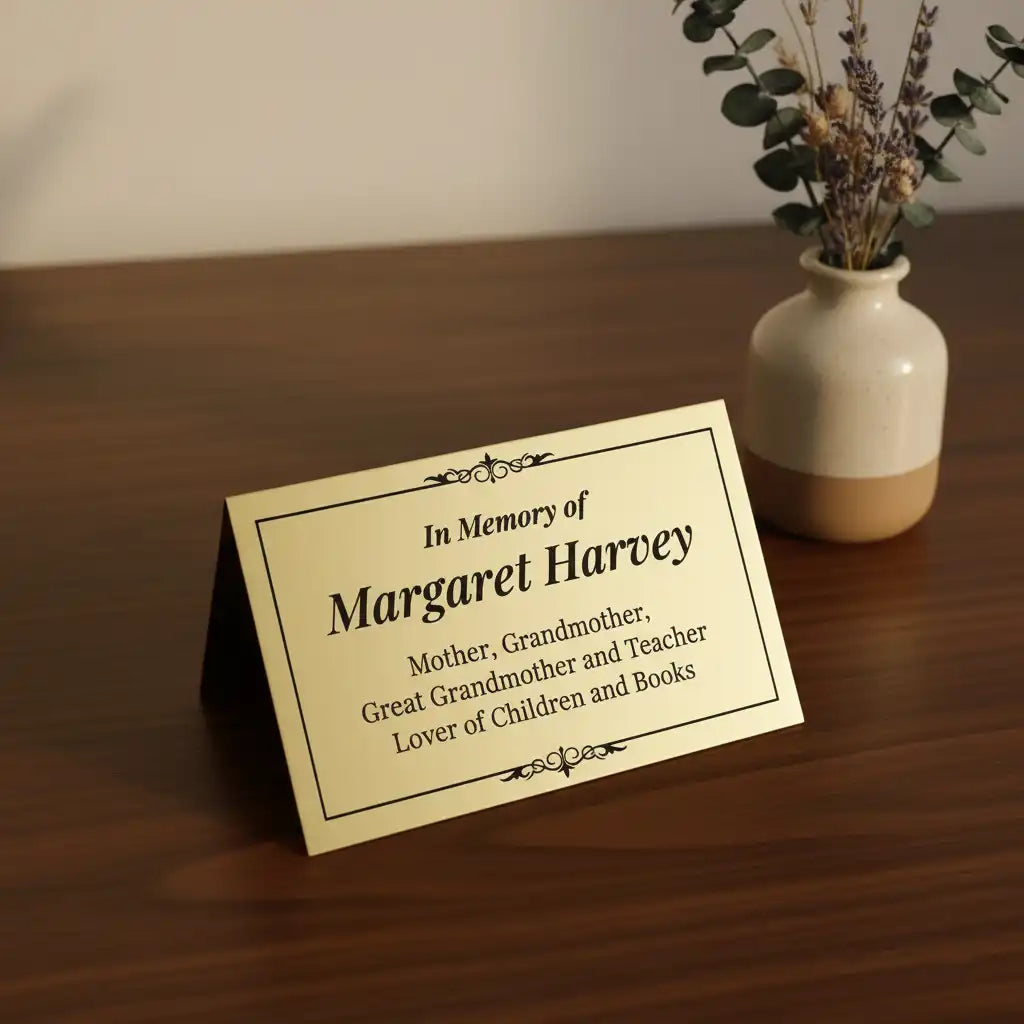 In Memory of
Margaret Harvey
Mother, Grandmother,
Great Grandmother and Teacher
Lover of Children and Books